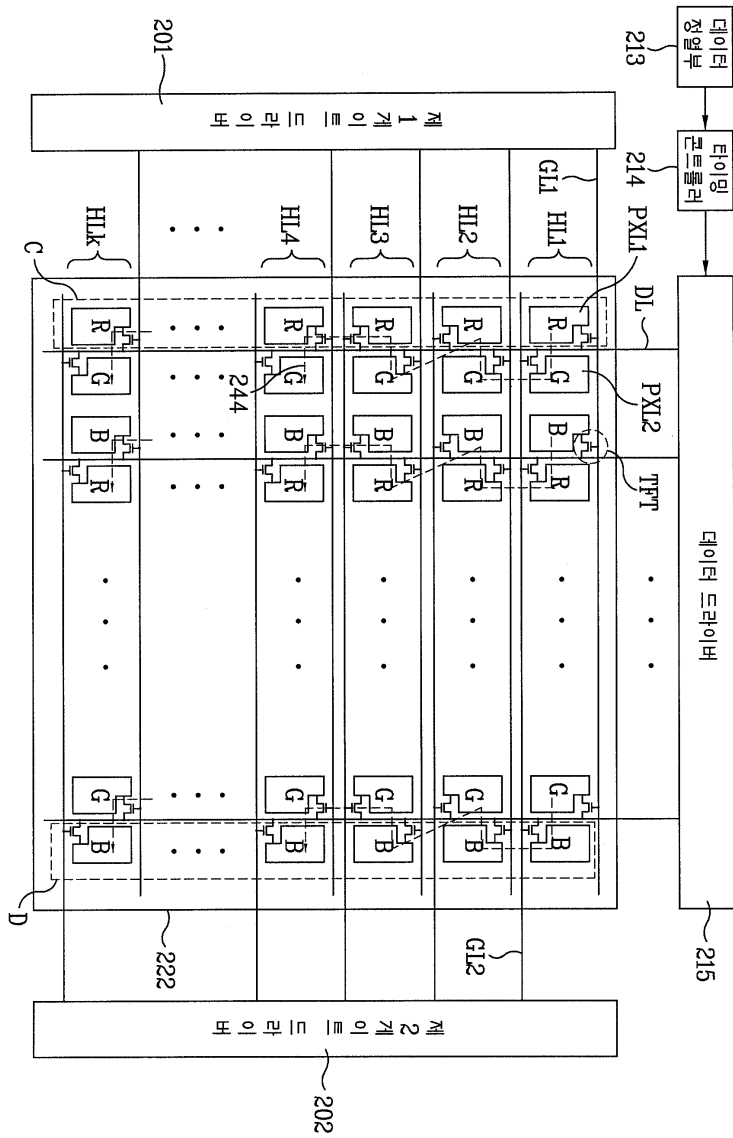 데이터
정열부
213
타이밍
콘트롤러
214
데이터 드라이버
215
DL
PXL1
PXL2
TFT
GL1
HL1
R G B R G B
GL2
HL2
R G B R G B
HL3
R G B R G B
HL4
R G B R G B
244
HLk
R G B R G B
C
D
222
제1게이트 드라이버
201
제2게이트 드라이버
202